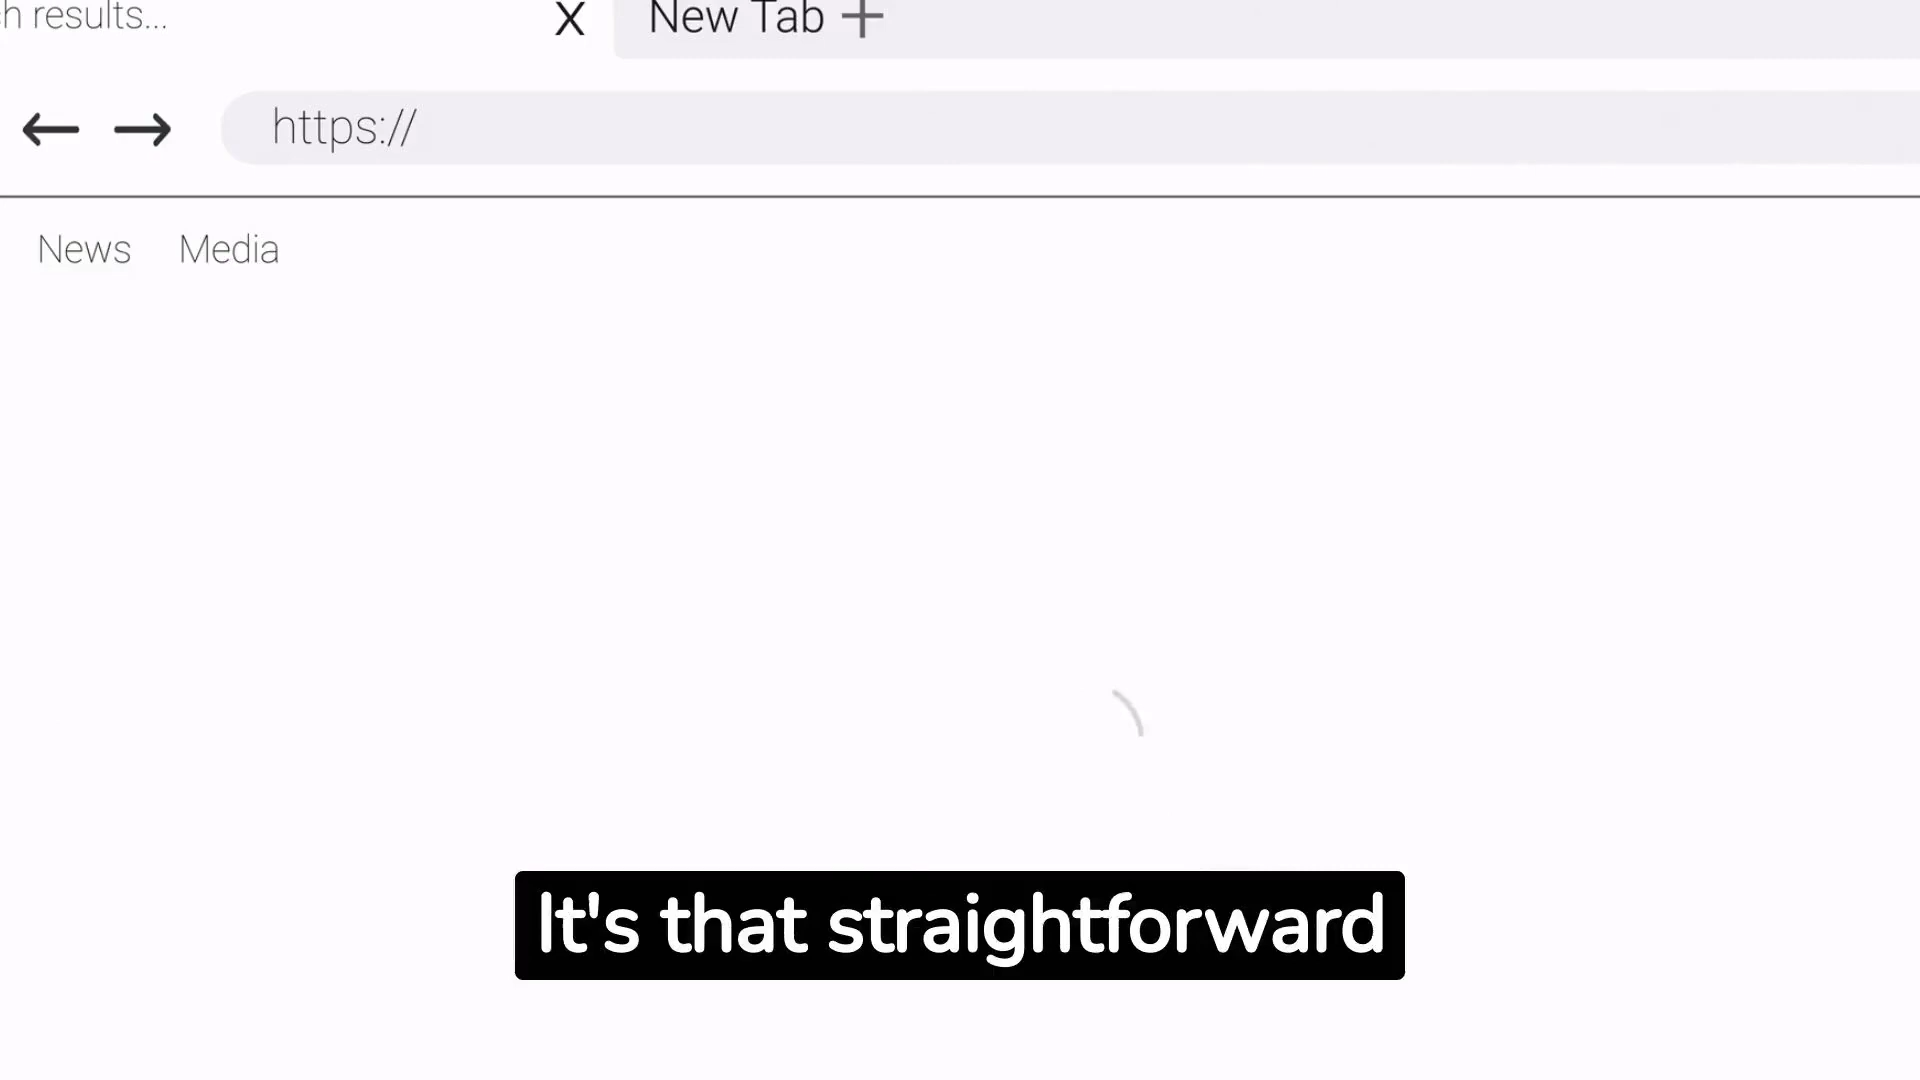 h results...
X
New Tab +
https://
News Media
It's that straightforward